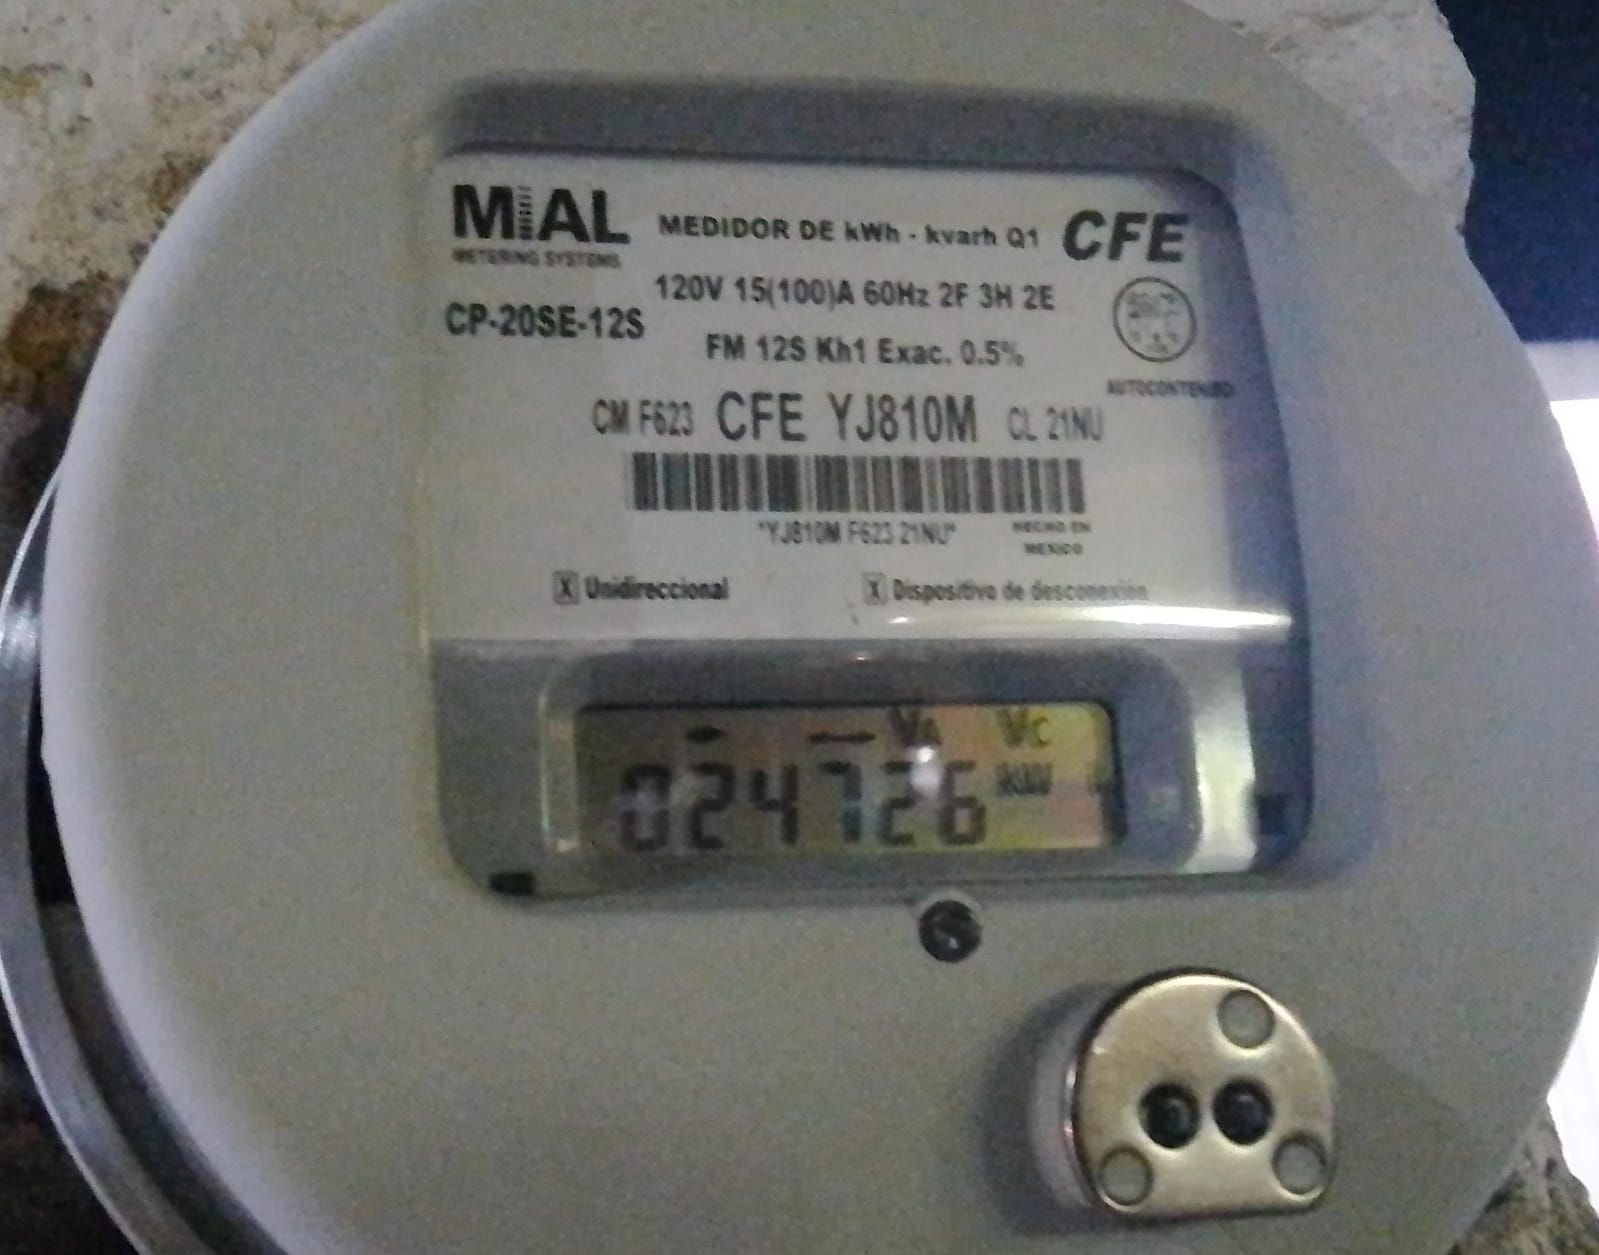 MIAL
METERING SYSTEMS
MEDIDOR DE kWh - kvarh Q1
CFE
120V 15(100)A 60Hz 2F 3H 2E
CP-20SE-12S
FM 12S Kh1 Exac. 0.5%
AUTOCONTENIDO
CM F623 CFE YJ810M CL 21NU
"YJ810M F623 21NU"
HECHO EN
MEXICO
X Unidireccional
X Dispositivo de desconexión
VA VC
024726 kW